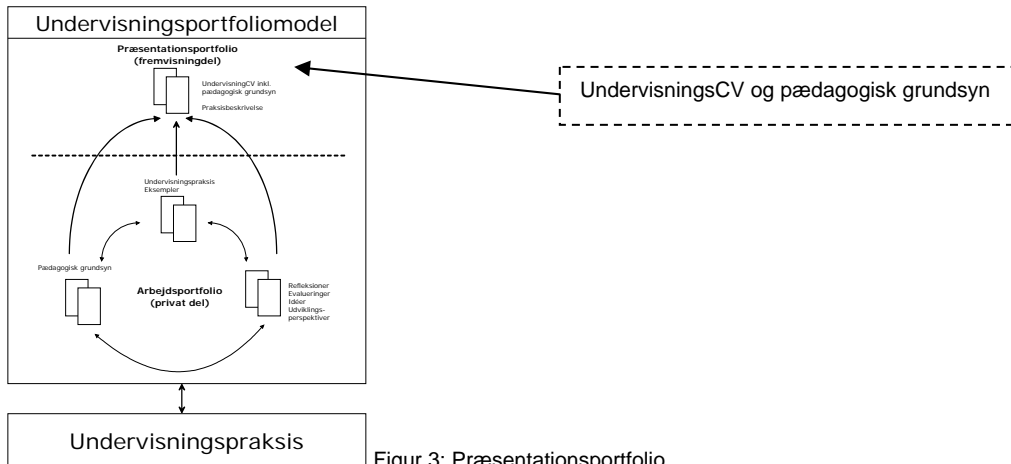 Undervisningsportfoliomodel
Præsentationsportfolio
(fremvisningdel)
UndervisningCV inkl.
pædagogisk grundsyn
Praksisbeskrivelse
UndervisningsCV og pædagogisk grundsyn
Undervisningspraksis
Eksempler
Pædagogisk grundsyn
Arbejdsportfolio
(privat del)
Refleksioner
Evalueringer
Idéer
Udviklings-
perspektiver
Undervisningspraksis
Figur 3: Præsentationsportfolio